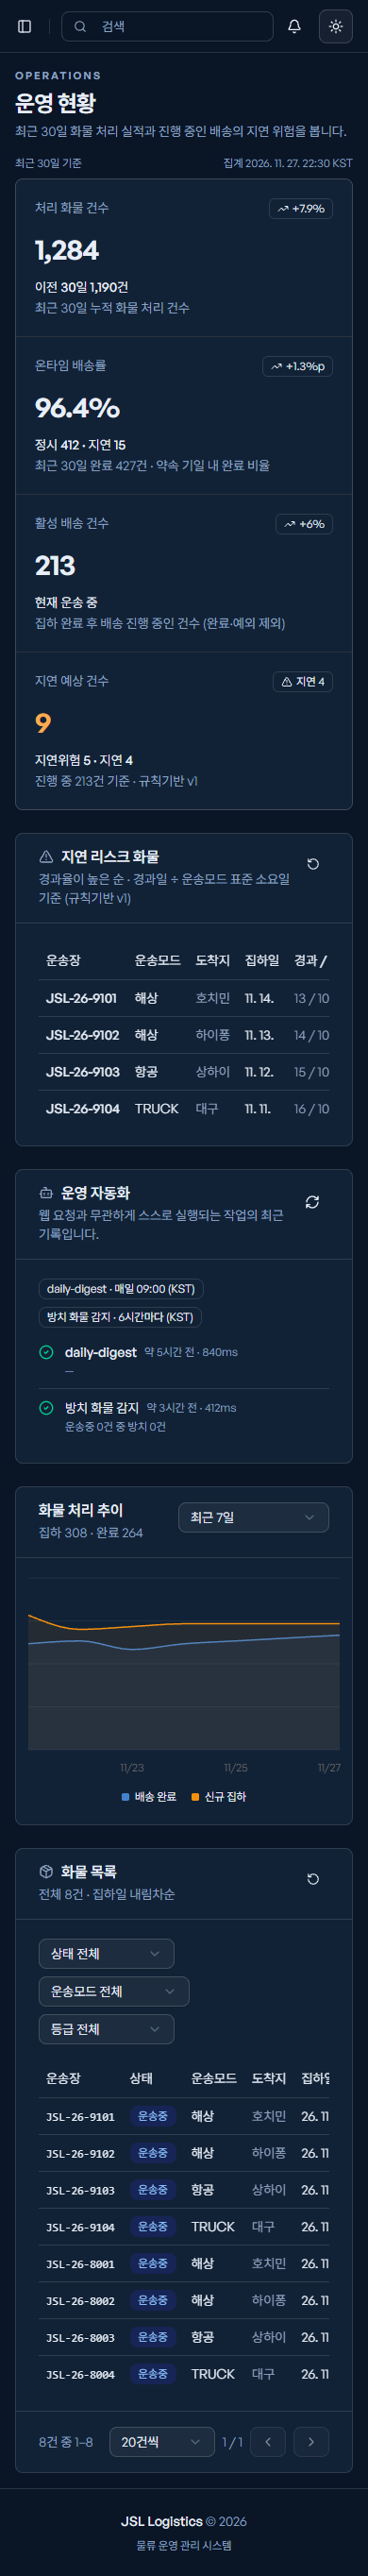 검색
OPERATIONS
운영 현황
최근 30일 화물 처리 실적과 진행 중인 배송의 지연 위험을 봅니다.
최근 30일 기준 집계 2026. 11. 27. 22:30 KST
처리 화물 건수 +7.9%
1,284
이전 30일 1,190건
최근 30일 누적 화물 처리 건수
온타임 배송률 +1.3%p
96.4%
정시 412 · 지연 15
최근 30일 완료 427건 · 약속 기일 내 완료 비율
활성 배송 건수 +6%
213
현재 운송 중
집하 완료 후 배송 진행 중인 건수 (완료·예외 제외)
지연 예상 건수 지연 4
9
지연위험 5 · 지연 4
진행 중 213건 기준 · 규칙기반 v1
지연 리스크 화물
경과율이 높은 순 · 경과일 ÷ 운송모드 표준 소요일
기준 (규칙기반 v1)
운송장 운송모드 도착지 집하일 경과 /
JSL-26-9101 해상 호치민 11. 14. 13 / 10
JSL-26-9102 해상 하이퐁 11. 13. 14 / 10
JSL-26-9103 항공 상하이 11. 12. 15 / 10
JSL-26-9104 TRUCK 대구 11. 11. 16 / 10
운영 자동화
웹 요청과 무관하게 스스로 실행되는 작업의 최근
기록입니다.
daily-digest · 매일 09:00 (KST)
방치 화물 감지 · 6시간마다 (KST)
daily-digest 약 5시간 전 · 840ms
—
방치 화물 감지 약 3시간 전 · 412ms
운송중 0건 중 방치 0건
화물 처리 추이
집하 308 · 완료 264
최근 7일
11/23 11/25 11/27
배송 완료 신규 집하
화물 목록
전체 8건 · 집하일 내림차순
상태 전체
운송모드 전체
등급 전체
운송장 상태 운송모드 도착지 집하일
JSL-26-9101 운송중 해상 호치민 26. 11
JSL-26-9102 운송중 해상 하이퐁 26. 11
JSL-26-9103 운송중 항공 상하이 26. 11
JSL-26-9104 운송중 TRUCK 대구 26. 11
JSL-26-8001 운송중 해상 호치민 26. 11
JSL-26-8002 운송중 해상 하이퐁 26. 11
JSL-26-8003 운송중 항공 상하이 26. 11
JSL-26-8004 운송중 TRUCK 대구 26. 11
8건 중 1–8 20건씩 1 / 1
JSL Logistics © 2026
물류 운영 관리 시스템